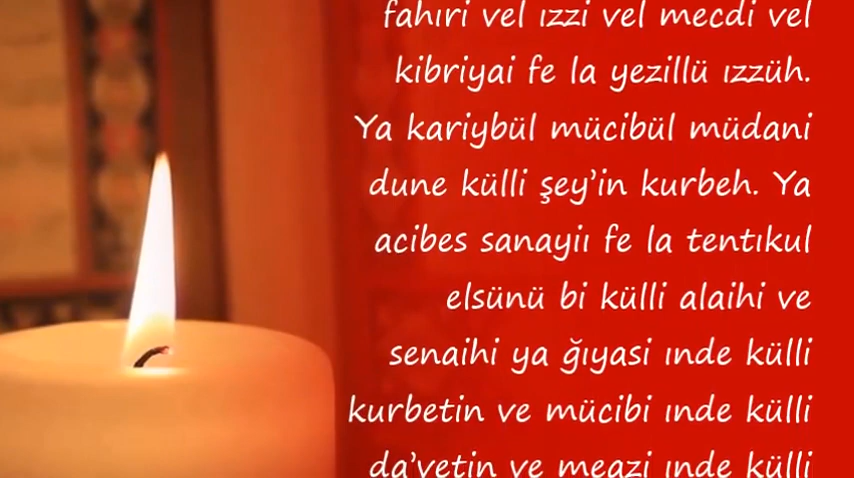 fahıri vel ızzi vel mecdi vel
kibriyai fe la yezillü ızzüh.
Ya kariybül mücibül müdani
dune külli şey’in kurbeh. Ya
acibes sanayii fe la tentıkul
elsünü bi külli alaihi ve
senaihi ya ğıyasi ınde külli
kurbetin ve mücibi ınde külli
da’vetin ve meazi ınde külli